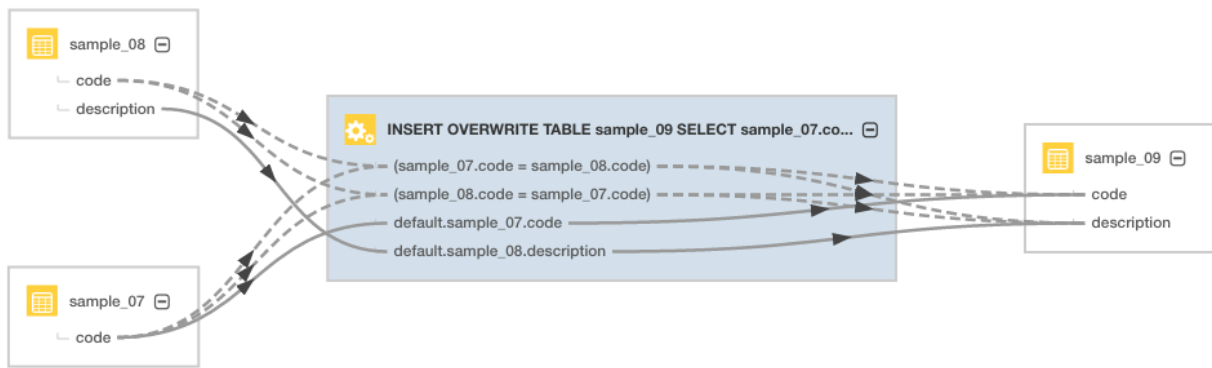 sample_08
code
description
INSERT OVERWRITE TABLE sample_09 SELECT sample_07.co...
(sample_07.code = sample_08.code)
(sample_08.code = sample_07.code)
default.sample_07.code
default.sample_08.description
sample_09
code
description
sample_07
code